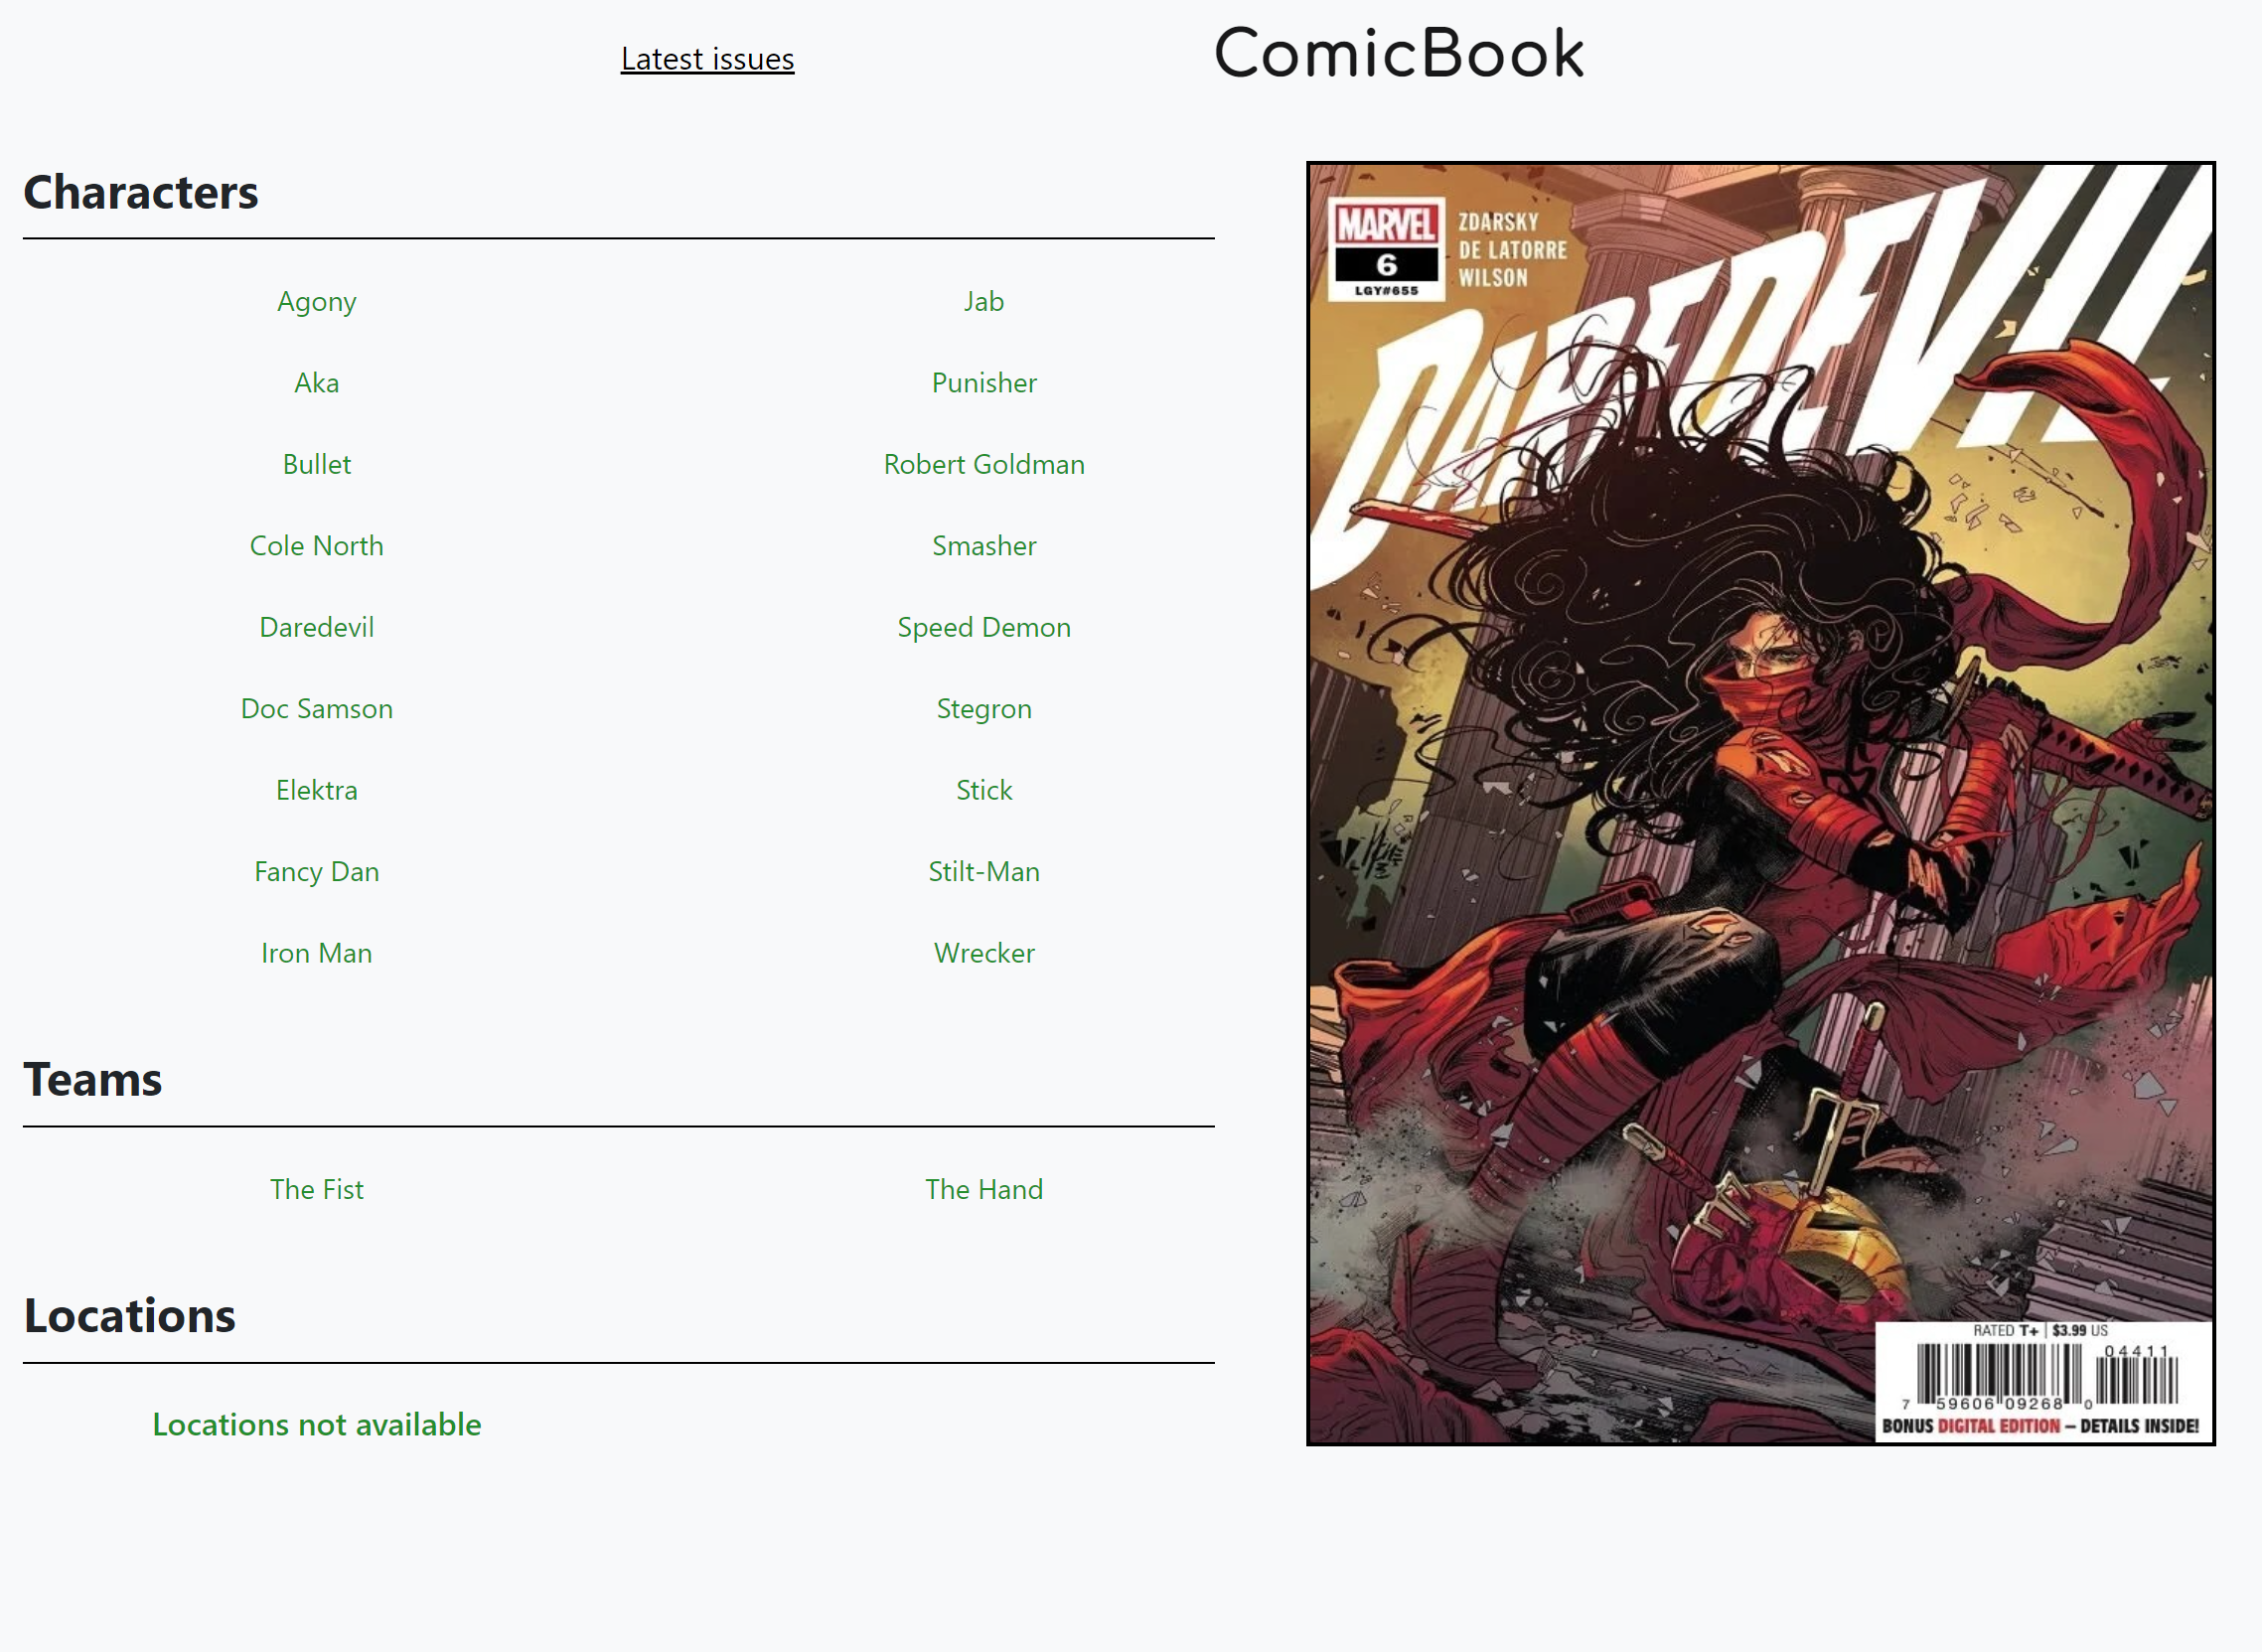 Latest issues
ComicBook
Characters
Agony
Jab
Aka
Punisher
Bullet
Robert Goldman
Cole North
Smasher
Daredevil
Speed Demon
Doc Samson
Stegron
Elektra
Stick
Fancy Dan
Stilt-Man
Iron Man
Wrecker
Teams
The Fist
The Hand
Locations
Locations not available
MARVEL
6
LGY#655
ZDARSKY
DE LATORRE
WILSON
DAREDEVIL
RATED T+ | $3.99 US
04411
7 59606 09268 0
BONUS DIGITAL EDITION – DETAILS INSIDE!